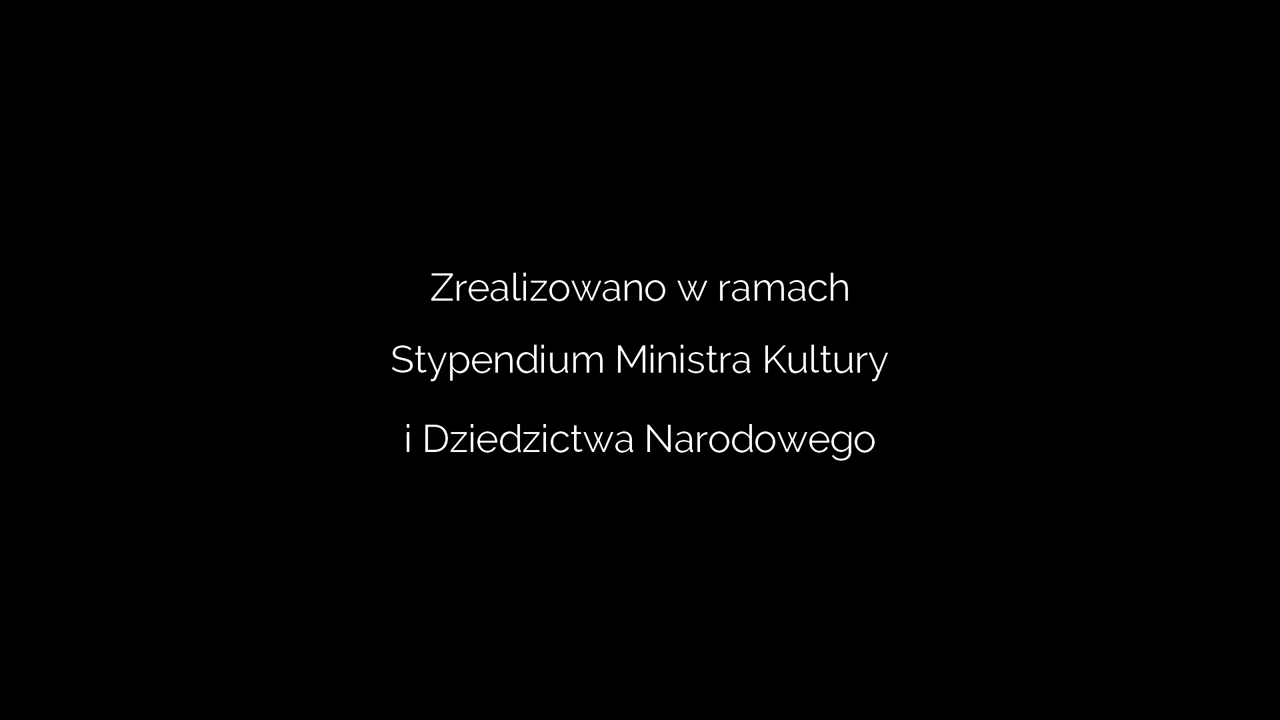 Zrealizowano w ramach
Stypendium Ministra Kultury
i Dziedzictwa Narodowego